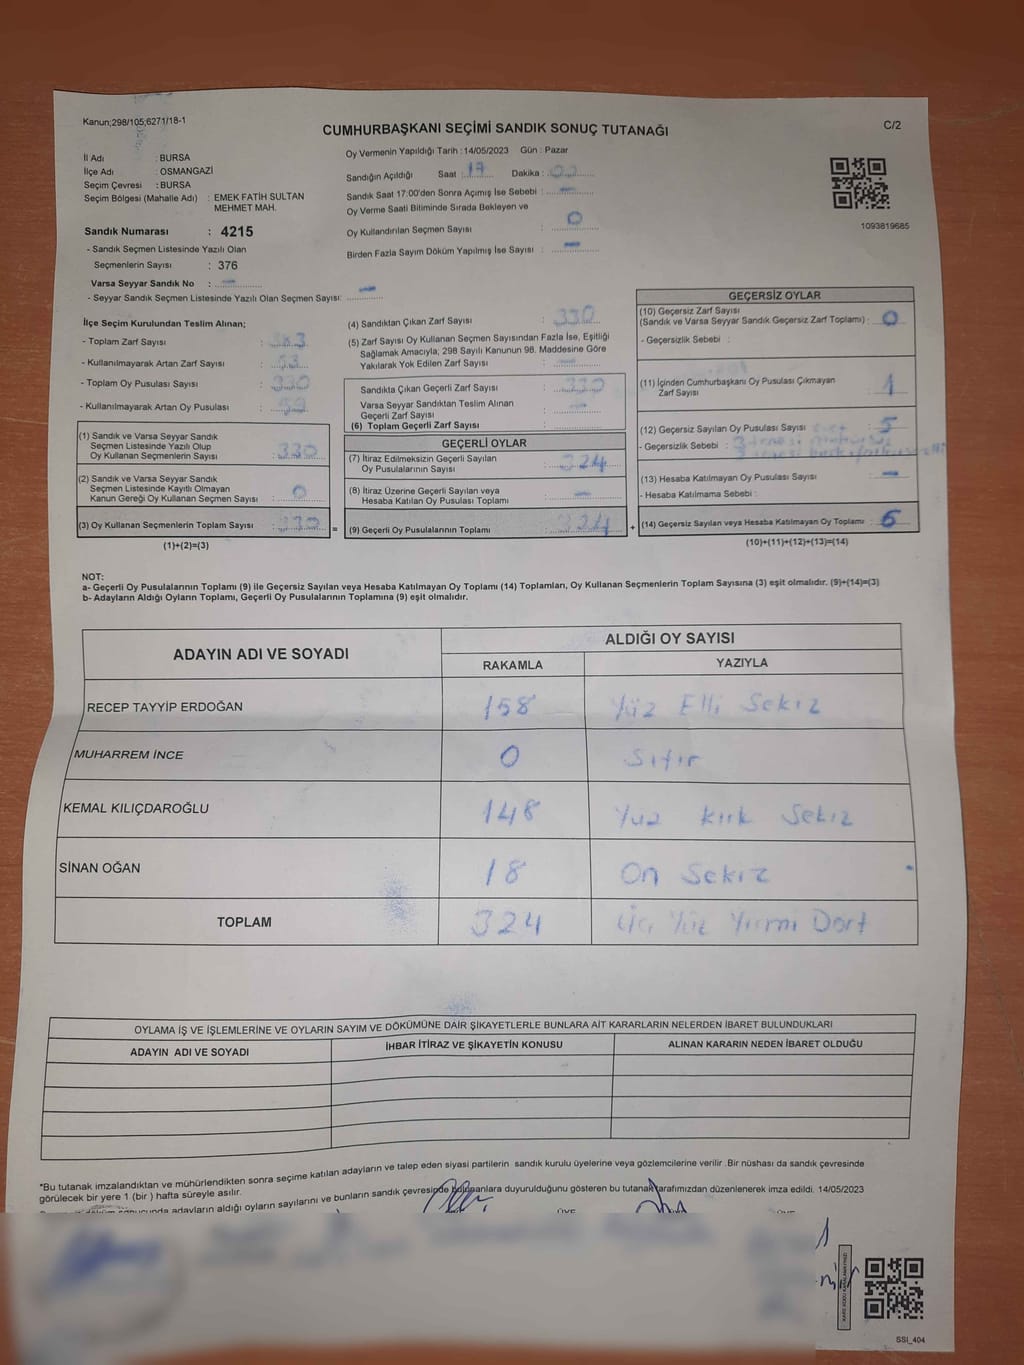 Kanun;298/105;6271/18-1
CUMHURBAŞKANI SEÇİMİ SANDIK SONUÇ TUTANAĞI
C/2
İl Adı : BURSA
İlçe Adı : OSMANGAZİ
Seçim Çevresi : BURSA
Seçim Bölgesi (Mahalle Adı) : EMEK FATİH SULTAN
MEHMET MAH.
Sandık Numarası : 4215
- Sandık Seçmen Listesinde Yazılı Olan
Seçmenlerin Sayısı : 376
Varsa Seyyar Sandık No : -
- Seyyar Sandık Seçmen Listesinde Yazılı Olan Seçmen Sayısı: -
Oy Vermenin Yapıldığı Tarih : 14/05/2023 Gün : Pazar
Sandığın Açıldığı Saat : 17 Dakika : 00
Sandık Saat 17:00'den Sonra Açımış İse Sebebi : -
Oy Verme Saati Bitiminde Sırada Bekleyen ve
Oy Kullandırılan Seçmen Sayısı : 0
Birden Fazla Sayım Döküm Yapılmış İse Sayısı : -
1093819685
İlçe Seçim Kurulundan Teslim Alınan;
- Toplam Zarf Sayısı :
- Kullanılmayarak Artan Zarf Sayısı : 53
- Toplam Oy Pusulası Sayısı : 330
- Kullanılmayarak Artan Oy Pusulası :
(1) Sandık ve Varsa Seyyar Sandık
Seçmen Listesinde Yazılı Olup
Oy Kullanan Seçmenlerin Sayısı : 330
(2) Sandık ve Varsa Seyyar Sandık
Seçmen Listesinde Kayıtlı Olmayan
Kanun Gereği Oy Kullanan Seçmen Sayısı : 0
(3) Oy Kullanan Seçmenlerin Toplam Sayısı : 330
(1)+(2)=(3)
=
(4) Sandıktan Çıkan Zarf Sayısı : 330
(5) Zarf Sayısı Oy Kullanan Seçmen Sayısından Fazla İse, Eşitliği
Sağlamak Amacıyla; 298 Sayılı Kanunun 98. Maddesine Göre
Yakılarak Yok Edilen Zarf Sayısı : -
Sandıkta Çıkan Geçerli Zarf Sayısı : 330
Varsa Seyyar Sandıktan Teslim Alınan
Geçerli Zarf Sayısı : -
(6) Toplam Geçerli Zarf Sayısı :
GEÇERLİ OYLAR
(7) İtiraz Edilmeksizin Geçerli Sayılan
Oy Pusulalarının Sayısı : 324
(8) İtiraz Üzerine Geçerli Sayılan veya
Hesaba Katılan Oy Pusulası Toplamı : -
(9) Geçerli Oy Pusulalarının Toplamı : 324
+
GEÇERSİZ OYLAR
(10) Geçersiz Zarf Sayısı
(Sandık ve Varsa Seyyar Sandık Geçersiz Zarf Toplamı) : 0
- Geçersizlik Sebebi :
(11) İçinden Cumhurbaşkanı Oy Pusulası Çıkmayan
Zarf Sayısı : 1
(12) Geçersiz Sayılan Oy Pusulası Sayısı : 5
- Geçersizlik Sebebi :
(13) Hesaba Katılmayan Oy Pusulası Sayısı : -
- Hesaba Katılmama Sebebi :
(14) Geçersiz Sayılan veya Hesaba Katılmayan Oy Toplamı : 6
(10)+(11)+(12)+(13)=(14)
NOT:
a- Geçerli Oy Pusulalarının Toplamı (9) ile Geçersiz Sayılan veya Hesaba Katılmayan Oy Toplamı (14) Toplamları, Oy Kullanan Seçmenlerin Toplam Sayısına (3) eşit olmalıdır. (9)+(14)=(3)
b- Adayların Aldığı Oyların Toplamı, Geçerli Oy Pusulalarının Toplamına (9) eşit olmalıdır.
ADAYIN ADI VE SOYADI
ALDIĞI OY SAYISI
RAKAMLA YAZIYLA
RECEP TAYYİP ERDOĞAN 158 Yüz Elli Sekiz
MUHARREM İNCE 0 Sıfır
KEMAL KILIÇDAROĞLU 148 Yüz Kırk Sekiz
SİNAN OĞAN 18 On Sekiz
TOPLAM 324 Üç Yüz Yirmi Dört
OYLAMA İŞ VE İŞLEMLERİNE VE OYLARIN SAYIM VE DÖKÜMÜNE DAİR ŞİKAYETLERLE BUNLARA AİT KARARLARIN NELERDEN İBARET BULUNDUKLARI
ADAYIN ADI VE SOYADI İHBAR İTİRAZ VE ŞİKAYETİN KONUSU ALINAN KARARIN NEDEN İBARET OLDUĞU
*Bu tutanak imzalandıktan ve mühürlendikten sonra seçime katılan adayların ve talep eden siyasi partilerin sandık kurulu üyelerine veya gözlemcilerine verilir .Bir nüshası da sandık çevresinde
görülecek bir yere 1 (bir ) hafta süreyle asılır.
adayların aldığı oyların sayılarını ve bunların sandık çevresinde bulunanlara duyurulduğunu gösteren bu tutanak tarafımızdan düzenlenerek imza edildi. 14/05/2023
SSİ_404